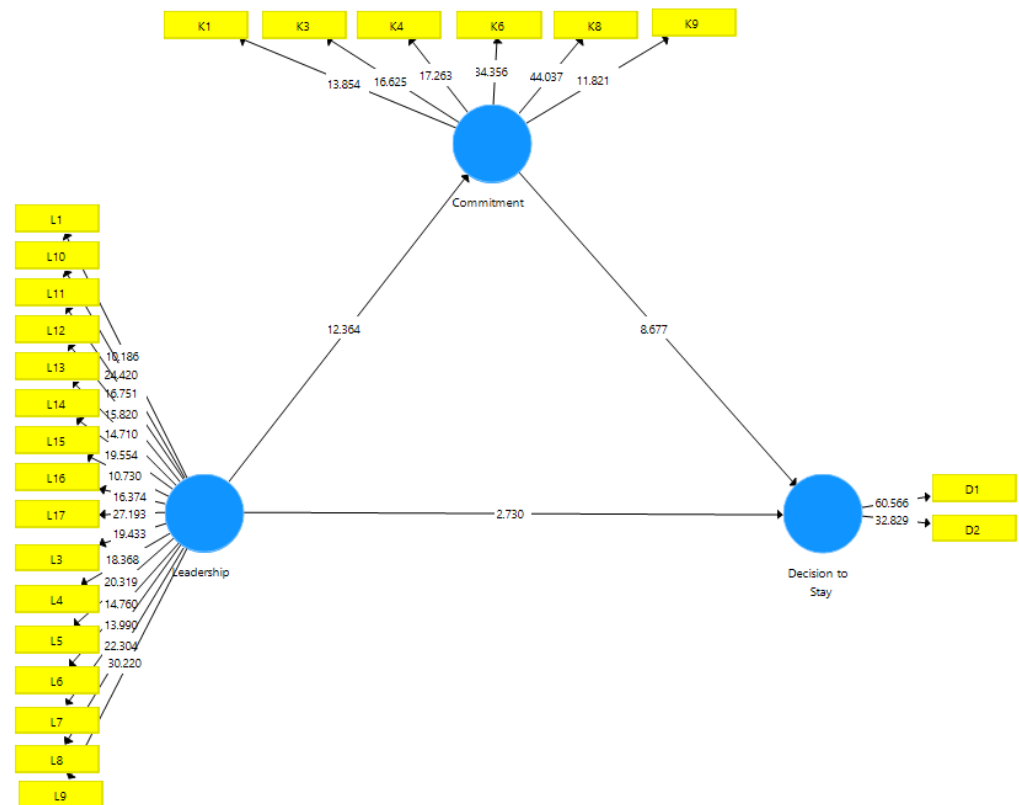 K1
K3
K4
K6
K8
K9
13.854
16.625
17.263
34.356
44.037
11.821
Commitment
L1
L10
L11
L12
L13
L14
L15
L16
L17
L3
L4
L5
L6
L7
L8
L9
10.186
24.420
16.751
15.820
14.710
19.554
10.730
16.374
27.193
19.433
18.368
20.319
14.760
13.990
22.304
30.220
Leadership
12.364
8.677
2.730
Decision to
Stay
60.566
32.829
D1
D2